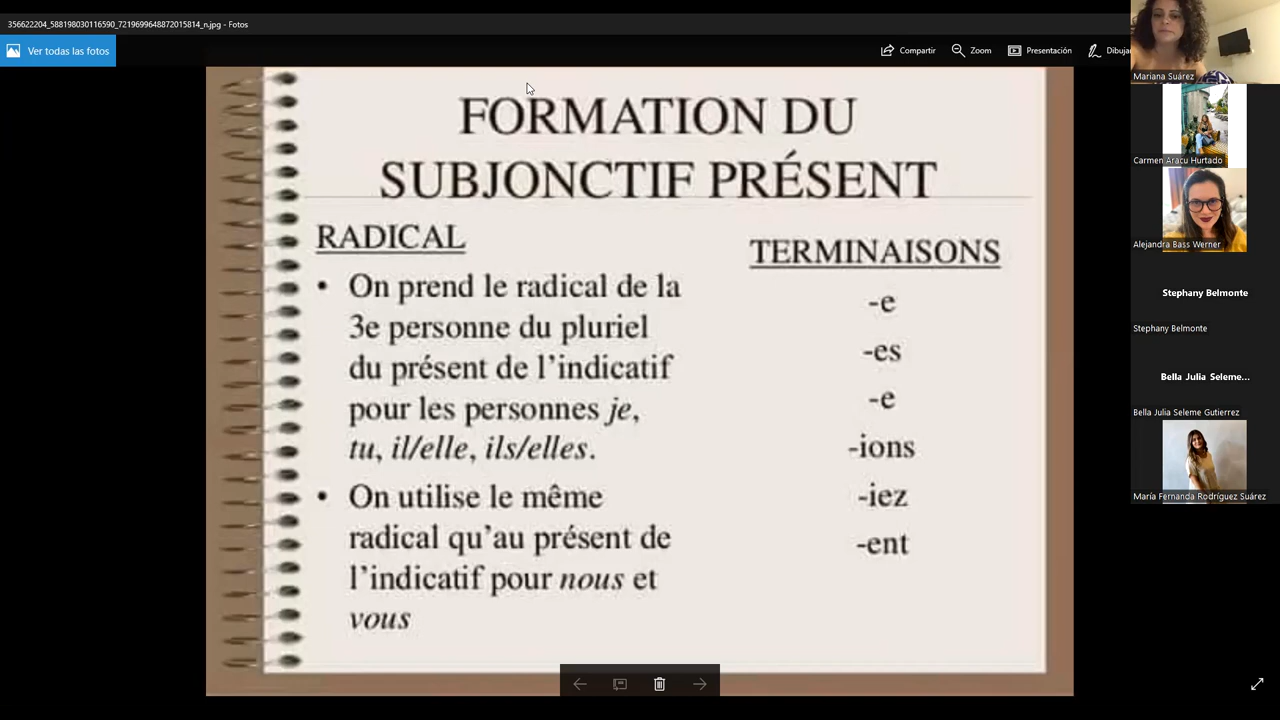 356622204_588198030116590_7219699648872015814_n.jpg - Fotos
Ver todas las fotos
Compartir
Zoom
Presentación
Dibujar
FORMATION DU
SUBJONCTIF PRÉSENT
RADICAL
• On prend le radical de la
3e personne du pluriel
du présent de l'indicatif
pour les personnes je,
tu, il/elle, ils/elles.
• On utilise le même
radical qu'au présent de
l'indicatif pour nous et
vous
TERMINAISONS
-e
-es
-e
-ions
-iez
-ent
Mariana Suárez
Carmen Aracu Hurtado
Alejandra Bass Werner
Stephany Belmonte
Stephany Belmonte
Bella Julia Seleme...
Bella Julia Seleme Gutierrez
María Fernanda Rodríguez Suárez